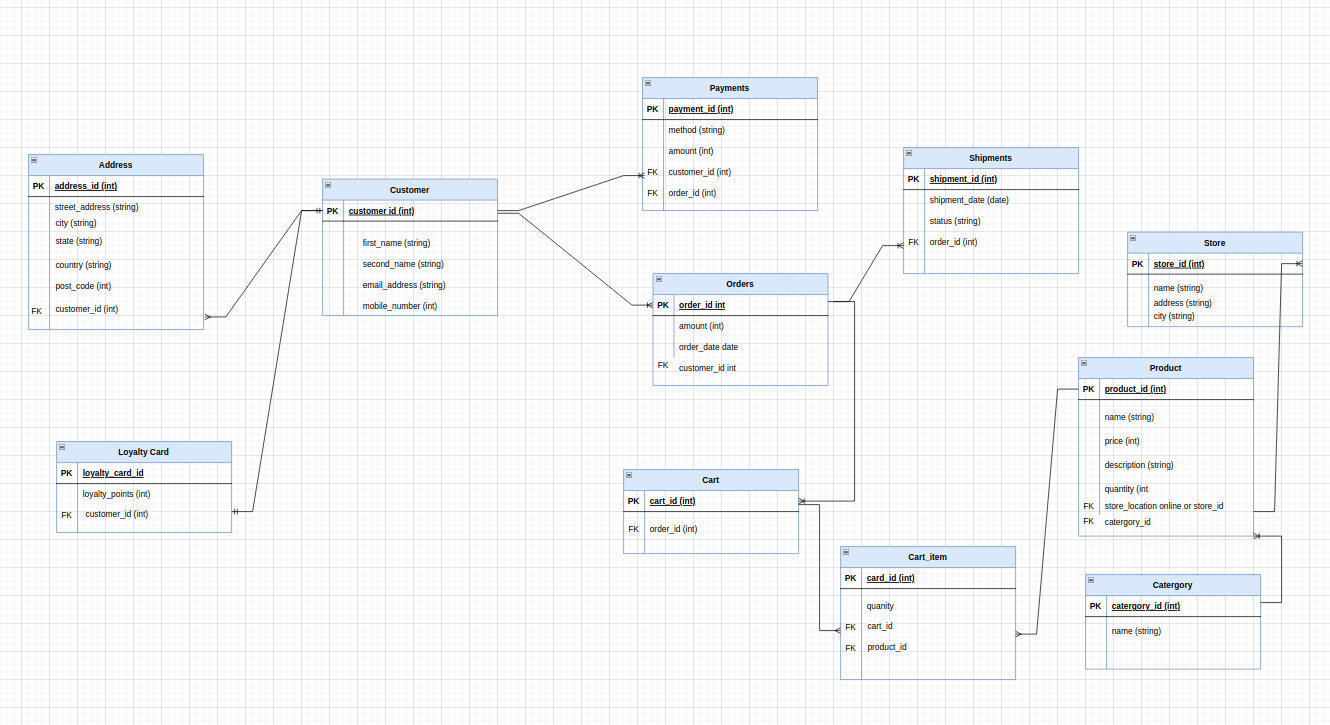 Payments
PK payment_id (int)
method (string)
amount (int)
FK customer_id (int)
FK order_id (int)
Address
PK address_id (int)
street_address (string)
city (string)
state (string)
country (string)
post_code (int)
FK customer_id (int)
Customer
PK customer id (int)
first_name (string)
second_name (string)
email_address (string)
mobile_number (int)
Shipments
PK shipment_id (int)
shipment_date (date)
status (string)
FK order_id (int)
Store
PK store_id (int)
name (string)
address (string)
city (string)
Orders
PK order_id int
amount (int)
order_date date
FK customer_id int
Product
PK product_id (int)
name (string)
price (int)
description (string)
quantity (int
FK store_location online or store_id
FK catergory_id
Loyalty Card
PK loyalty_card_id
loyalty_points (int)
FK customer_id (int)
Cart
PK cart_id (int)
FK order_id (int)
Cart_item
PK card_id (int)
quanity
FK cart_id
FK product_id
Catergory
PK catergory_id (int)
name (string)